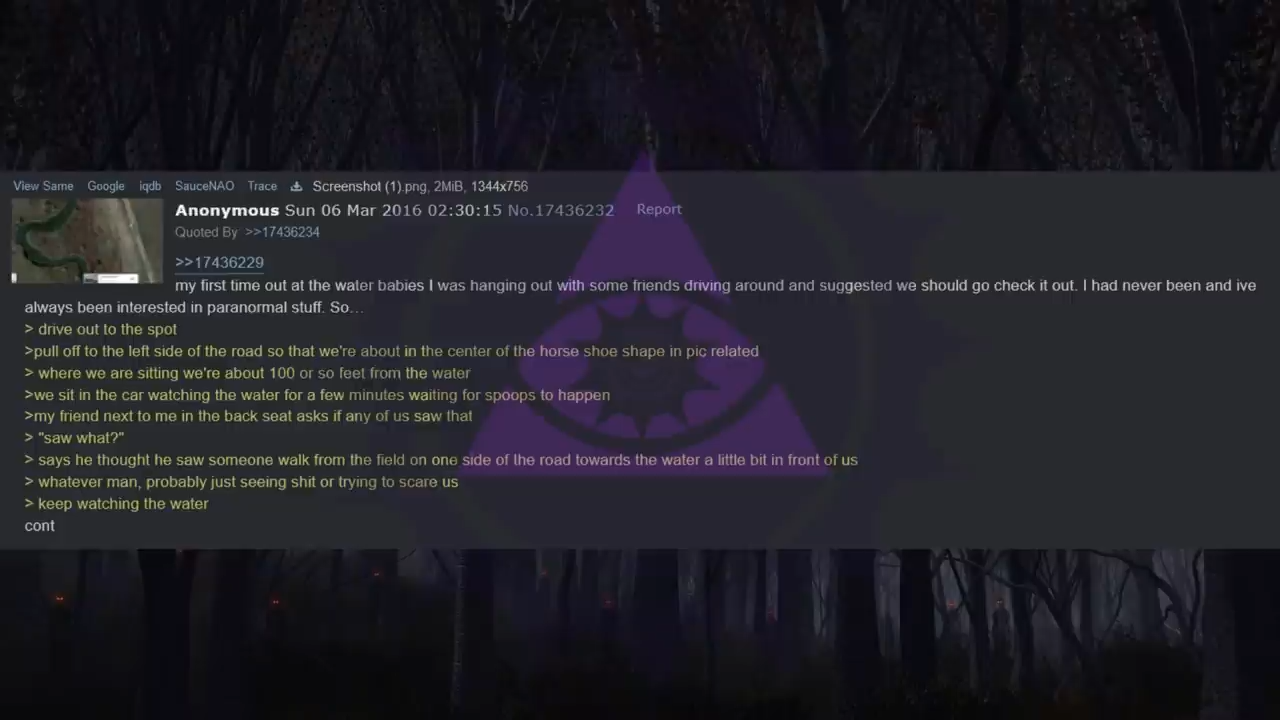 View Same Google iqdb SauceNAO Trace Screenshot (1).png, 2MiB, 1344x756
Anonymous Sun 06 Mar 2016 02:30:15 No.17436232 Report
Quoted By >>17436234
>>17436229
my first time out at the water babies I was hanging out with some friends driving around and suggested we should go check it out. I had never been and ive
always been interested in paranormal stuff. So...
> drive out to the spot
>pull off to the left side of the road so that we're about in the center of the horse shoe shape in pic related
> where we are sitting we're about 100 or so feet from the water
>we sit in the car watching the water for a few minutes waiting for spoops to happen
>my friend next to me in the back seat asks if any of us saw that
> "saw what?"
> says he thought he saw someone walk from the field on one side of the road towards the water a little bit in front of us
> whatever man, probably just seeing shit or trying to scare us
> keep watching the water
cont